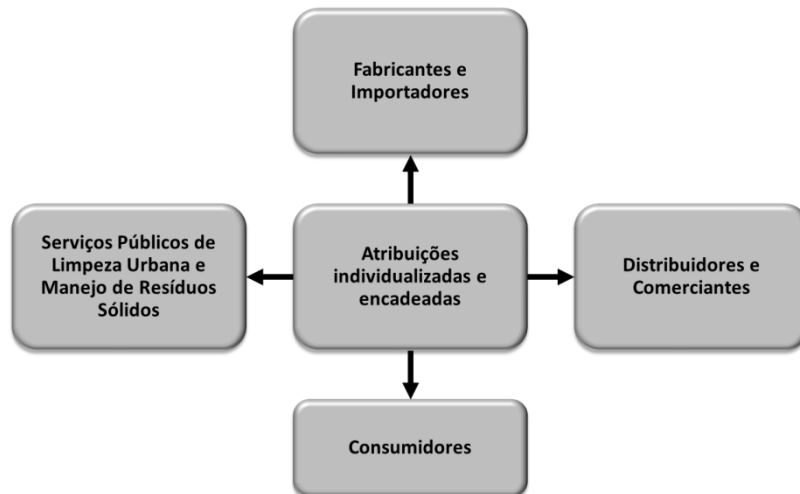 Fabricantes e
Importadores
Serviços Públicos de
Limpeza Urbana e
Manejo de Resíduos
Sólidos
Atribuições
individualizadas e
encadeadas
Distribuidores e
Comerciantes
Consumidores